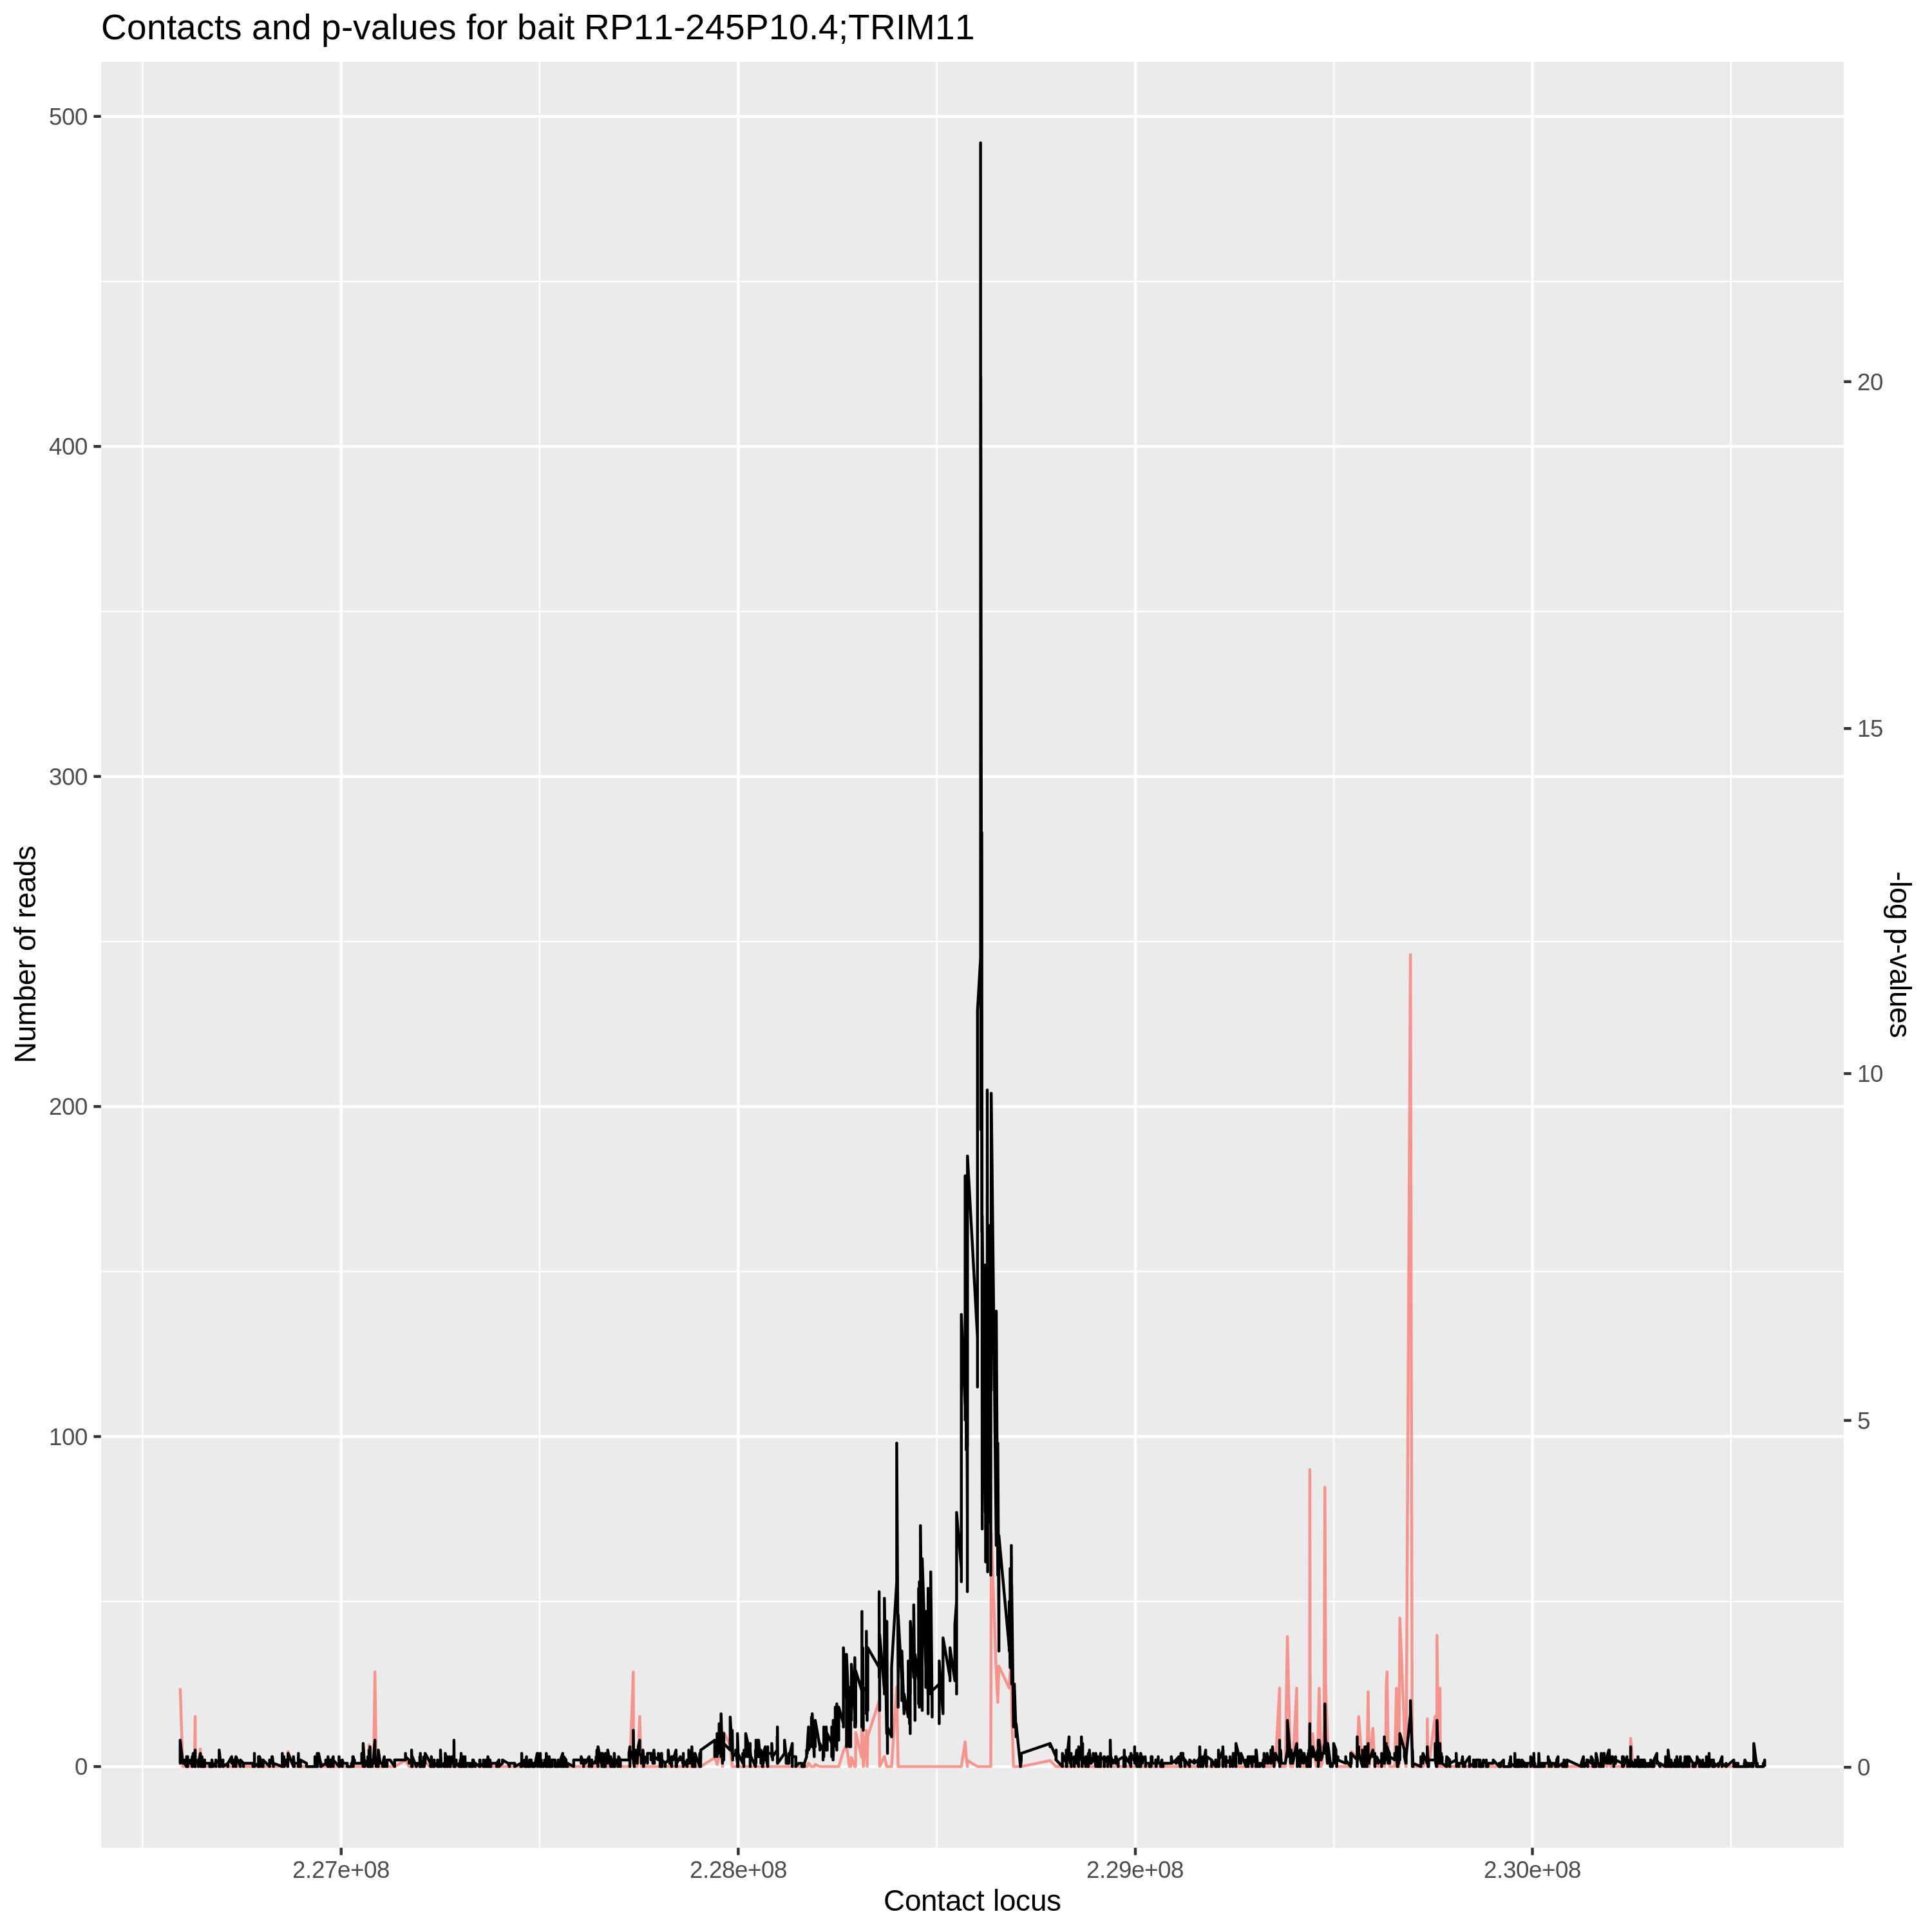 Contacts and p-values for bait RP11-245P10.4;TRIM11
500
400
300
200
100
0
Number of reads
20
15
10
5
0
-log p-values
2.27e+08
2.28e+08
2.29e+08
2.30e+08
Contact locus